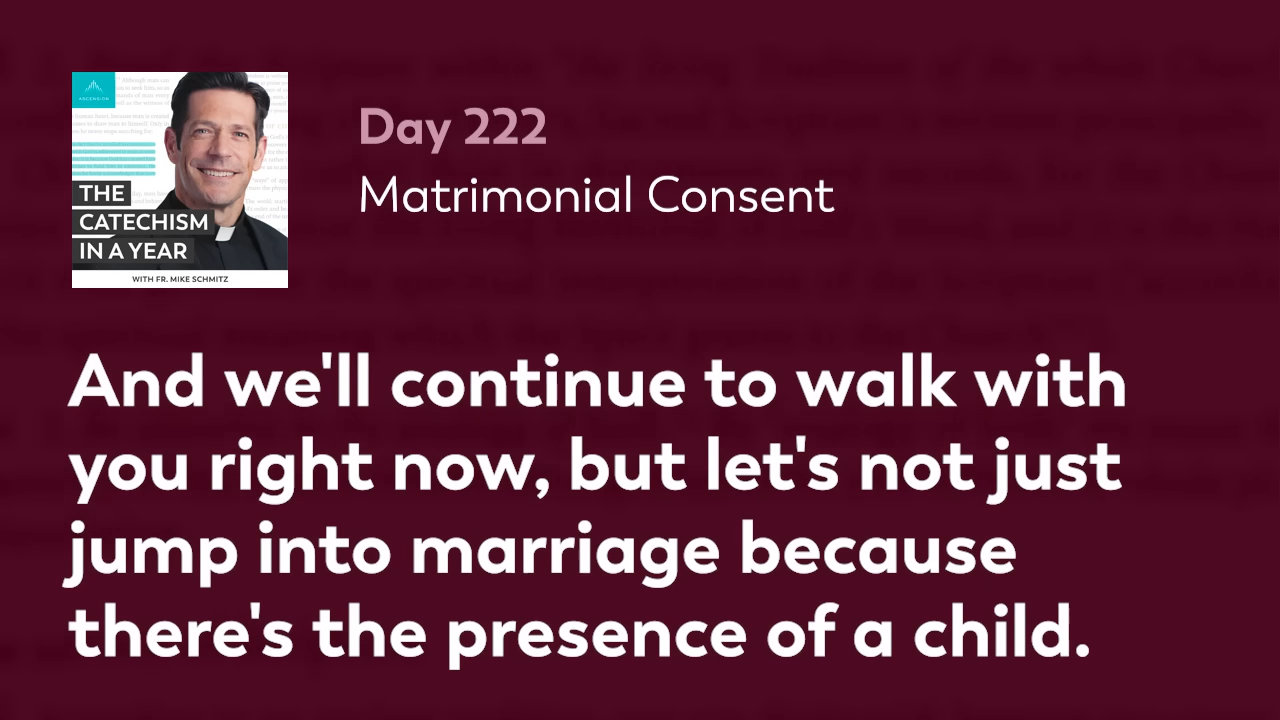 ASCENSION
THE
CATECHISM
IN A YEAR
WITH FR. MIKE SCHMITZ
Day 222
Matrimonial Consent
And we'll continue to walk with
you right now, but let's not just
jump into marriage because
there's the presence of a child.